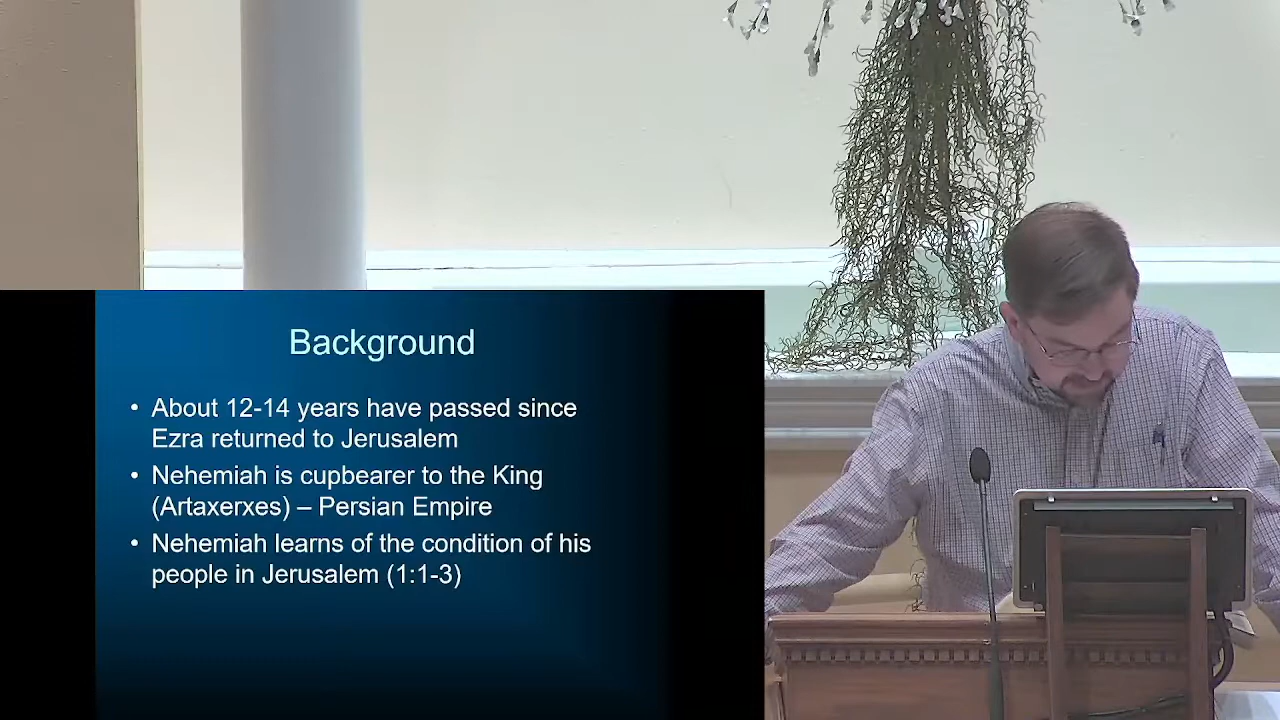 Background
• About 12-14 years have passed since
Ezra returned to Jerusalem
• Nehemiah is cupbearer to the King
(Artaxerxes) – Persian Empire
• Nehemiah learns of the condition of his
people in Jerusalem (1:1-3)